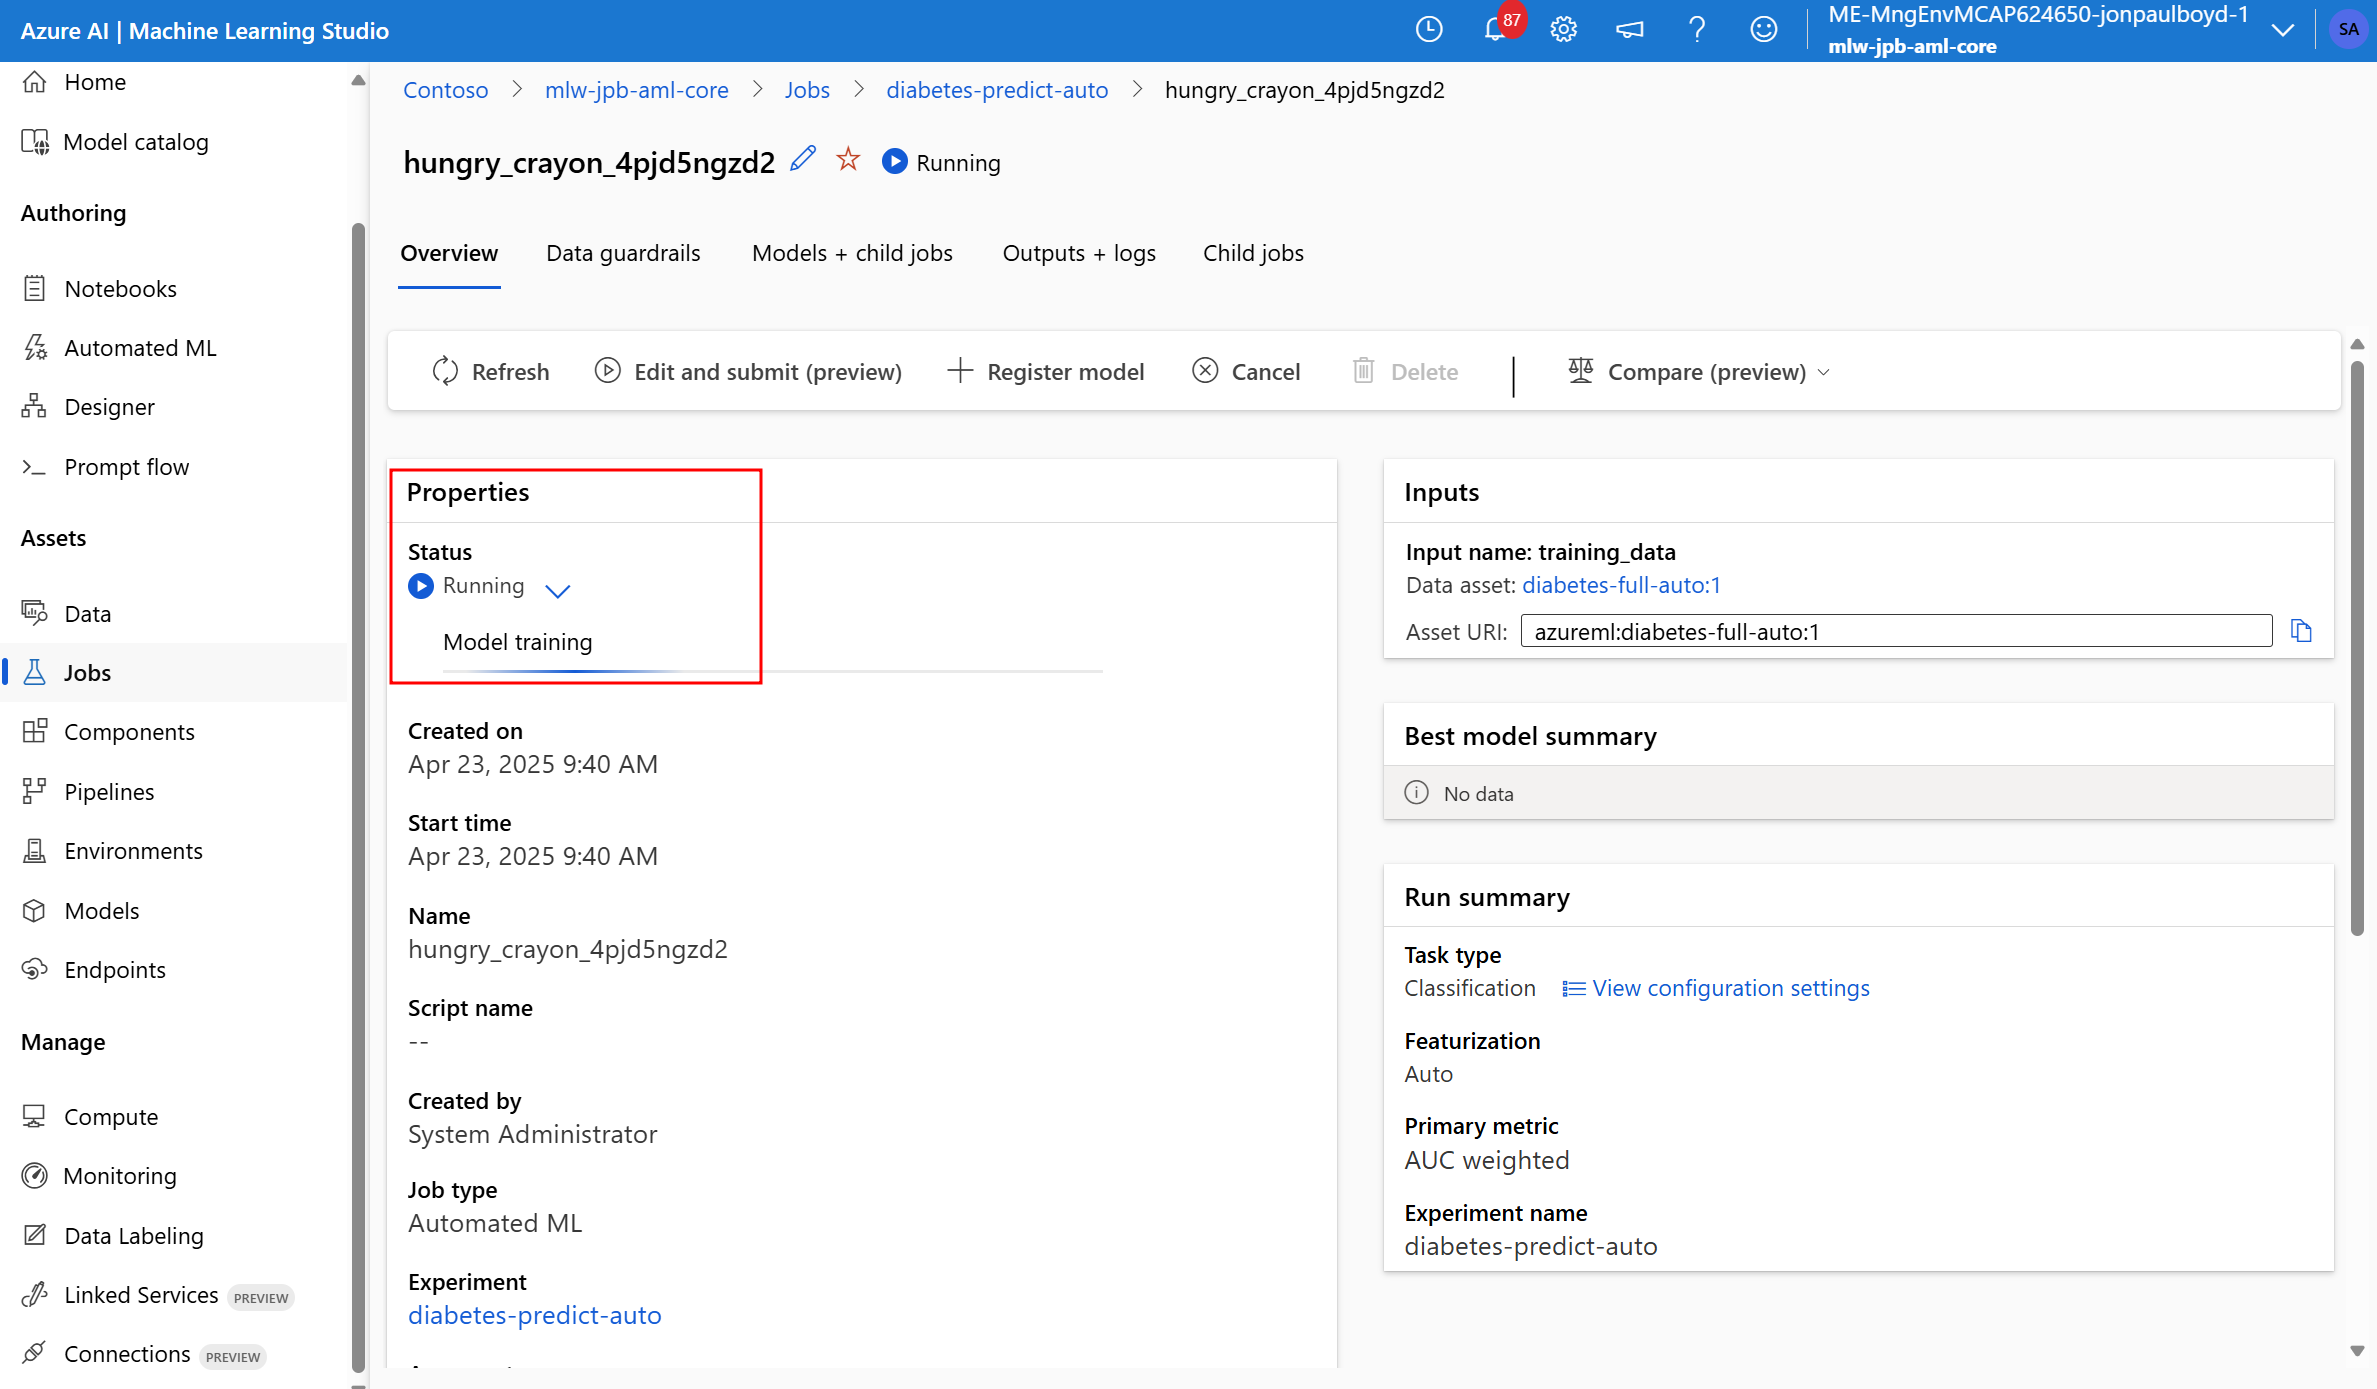 Azure AI | Machine Learning Studio
87
ME-MngEnvMCAP624650-jonpaulboyd-1
mlw-jpb-aml-core
SA
Home
Model catalog
Authoring
Notebooks
Automated ML
Designer
Prompt flow
Assets
Data
Jobs
Components
Pipelines
Environments
Models
Endpoints
Manage
Compute
Monitoring
Data Labeling
Linked Services PREVIEW
Connections PREVIEW
Contoso > mlw-jpb-aml-core > Jobs > diabetes-predict-auto > hungry_crayon_4pjd5ngzd2
hungry_crayon_4pjd5ngzd2 Running
Overview Data guardrails Models + child jobs Outputs + logs Child jobs
Refresh Edit and submit (preview) Register model Cancel Delete Compare (preview)
Properties
Status
Running
Model training
Created on
Apr 23, 2025 9:40 AM
Start time
Apr 23, 2025 9:40 AM
Name
hungry_crayon_4pjd5ngzd2
Script name
--
Created by
System Administrator
Job type
Automated ML
Experiment
diabetes-predict-auto
Inputs
Input name: training_data
Data asset: diabetes-full-auto:1
Asset URI: azureml:diabetes-full-auto:1
Best model summary
No data
Run summary
Task type
Classification View configuration settings
Featurization
Auto
Primary metric
AUC weighted
Experiment name
diabetes-predict-auto